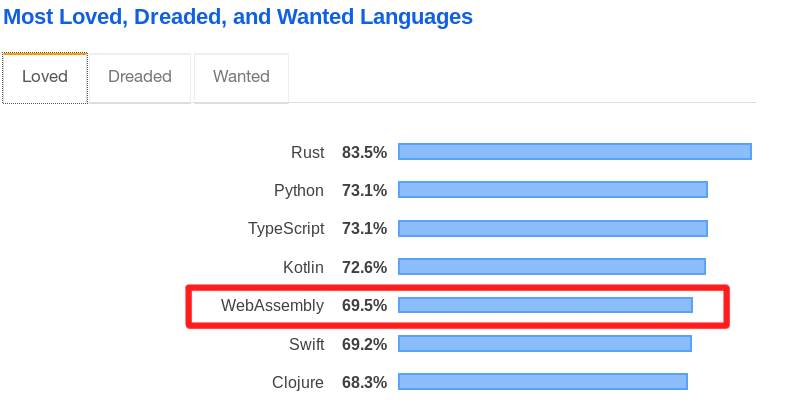 Most Loved, Dreaded, and Wanted Languages
Loved Dreaded Wanted
Rust 83.5%
Python 73.1%
TypeScript 73.1%
Kotlin 72.6%
WebAssembly 69.5%
Swift 69.2%
Clojure 68.3%